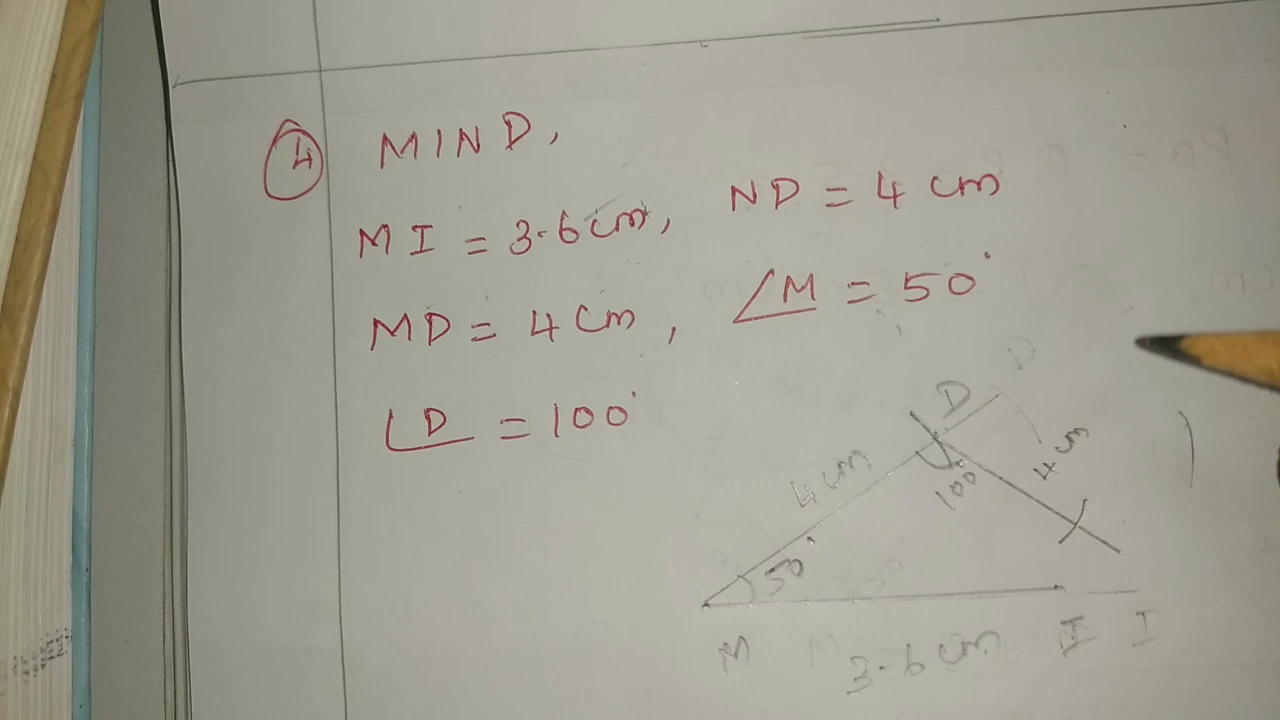 4 MIND,
MI = 3.6 cm, ND = 4 cm
MD = 4 cm, ∠M = 50°
∠D = 100°
D
D
4 cm
100°
4 cm
50°
M
3.6 cm
I
I